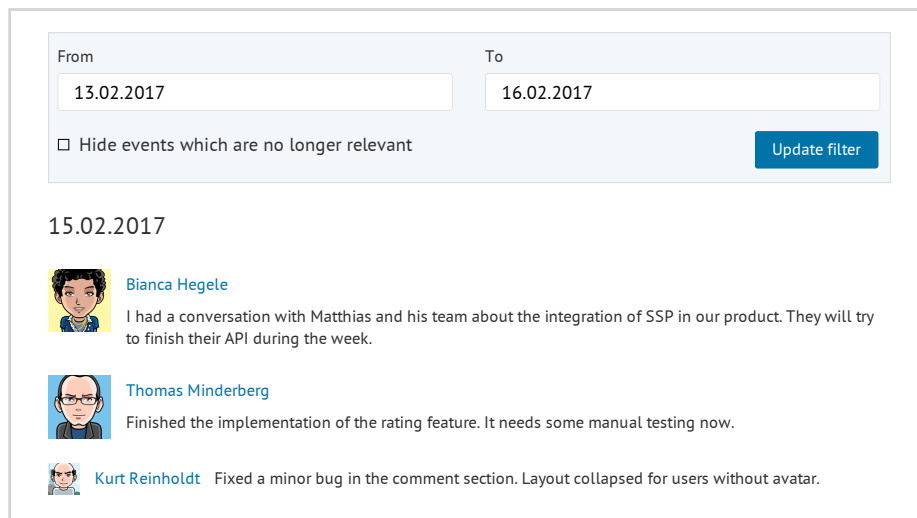 From
To
13.02.2017
16.02.2017
Hide events which are no longer relevant
Update filter
15.02.2017
Bianca Hegele
I had a conversation with Matthias and his team about the integration of SSP in our product. They will try
to finish their API during the week.
Thomas Minderberg
Finished the implementation of the rating feature. It needs some manual testing now.
Kurt Reinholdt Fixed a minor bug in the comment section. Layout collapsed for users without avatar.